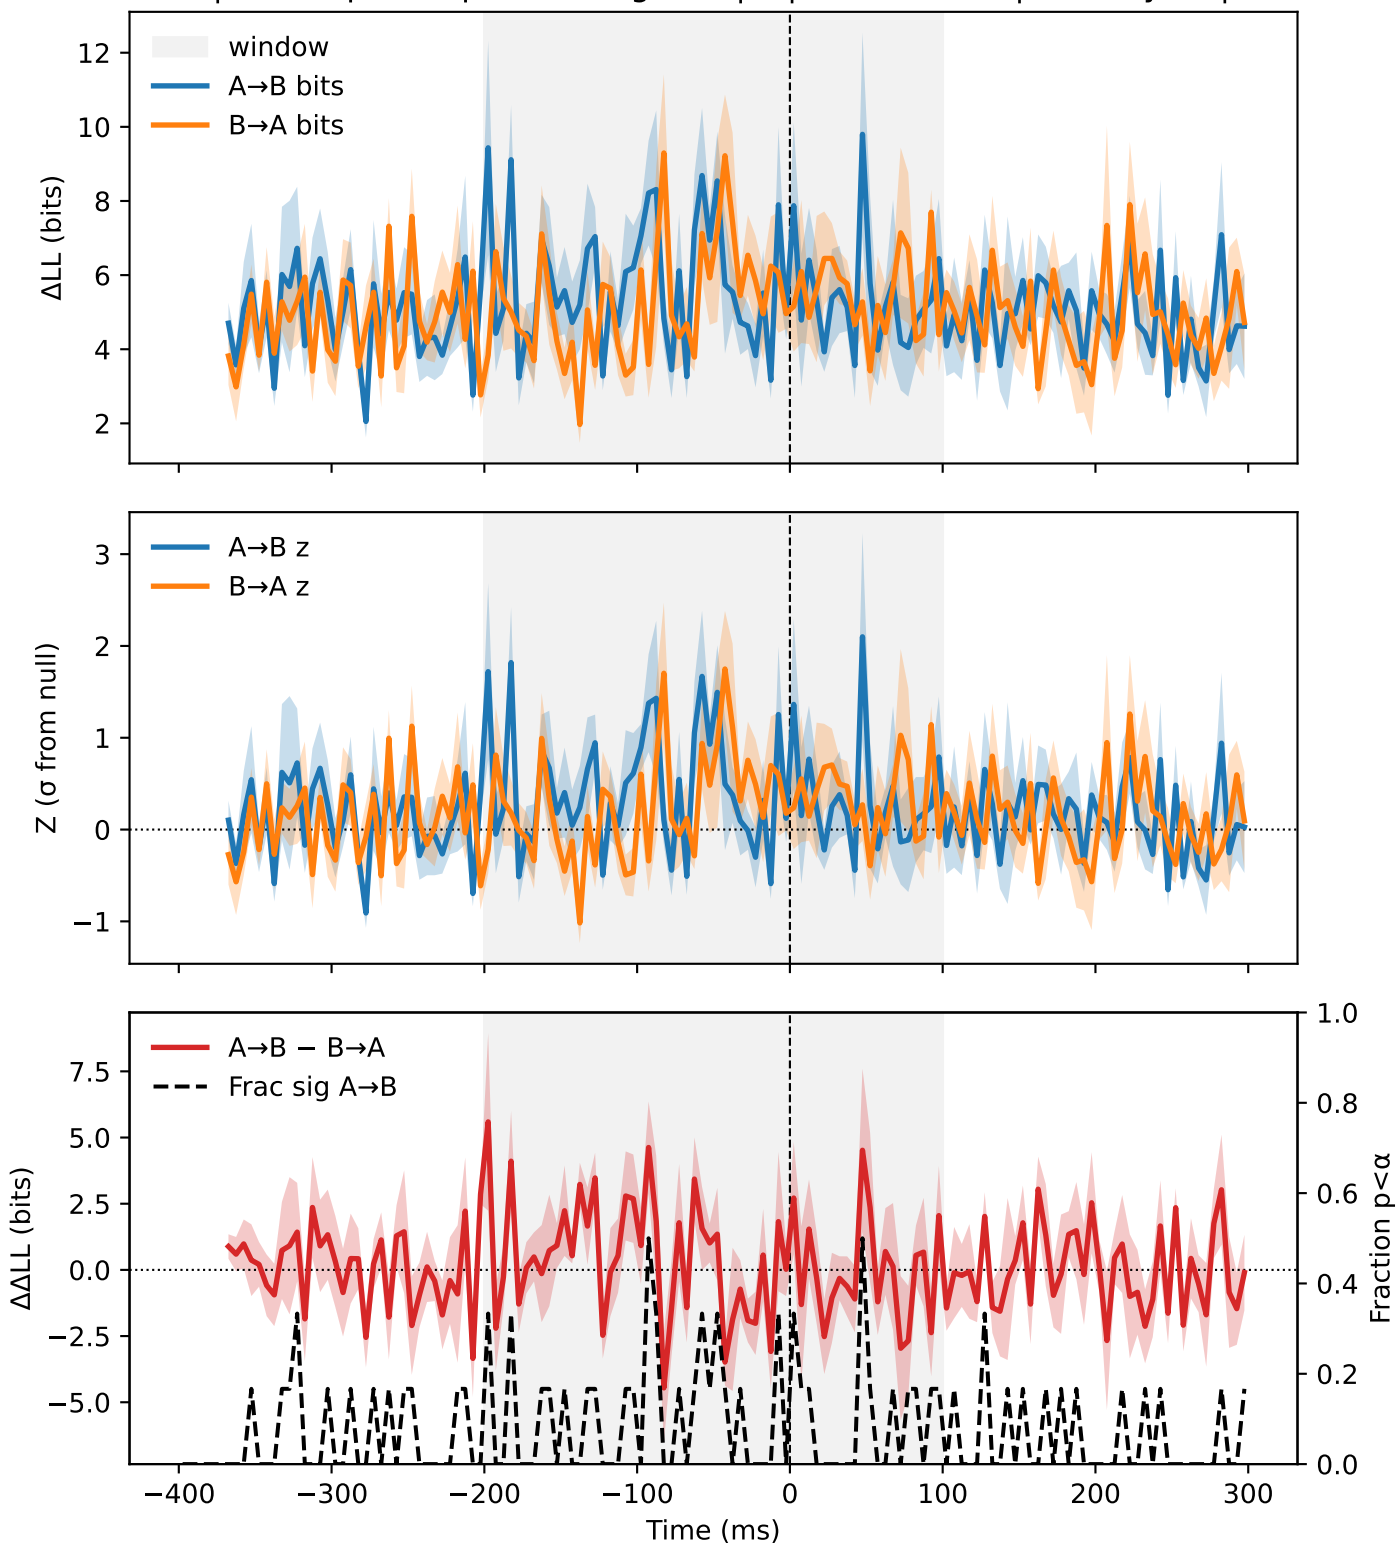 12
10
8
6
4
2
ΔLL (bits)
window
A→B bits
B→A bits
3
2
1
0
−1
Z (σ from null)
A→B z
B→A z
7.5
5.0
2.5
0.0
−2.5
−5.0
ΔΔLL (bits)
A→B − B→A
Frac sig A→B
1.0
0.8
0.6
0.4
0.2
0.0
Fraction p<α
−400 −300 −200 −100 0 100 200 300
Time (ms)